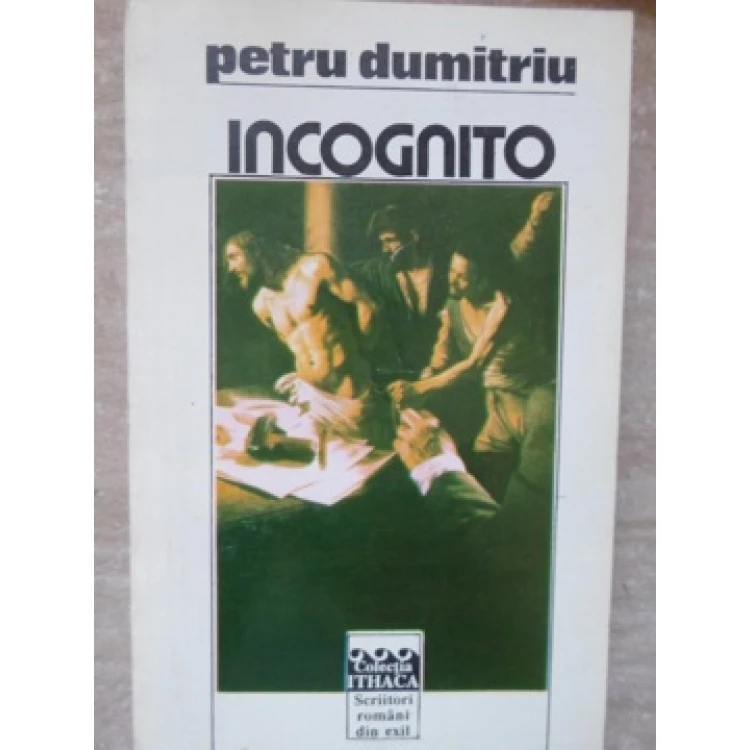 petru dumitriu
INCOGNITO
Colecția
ITHACA
Scriitori
români
din exil